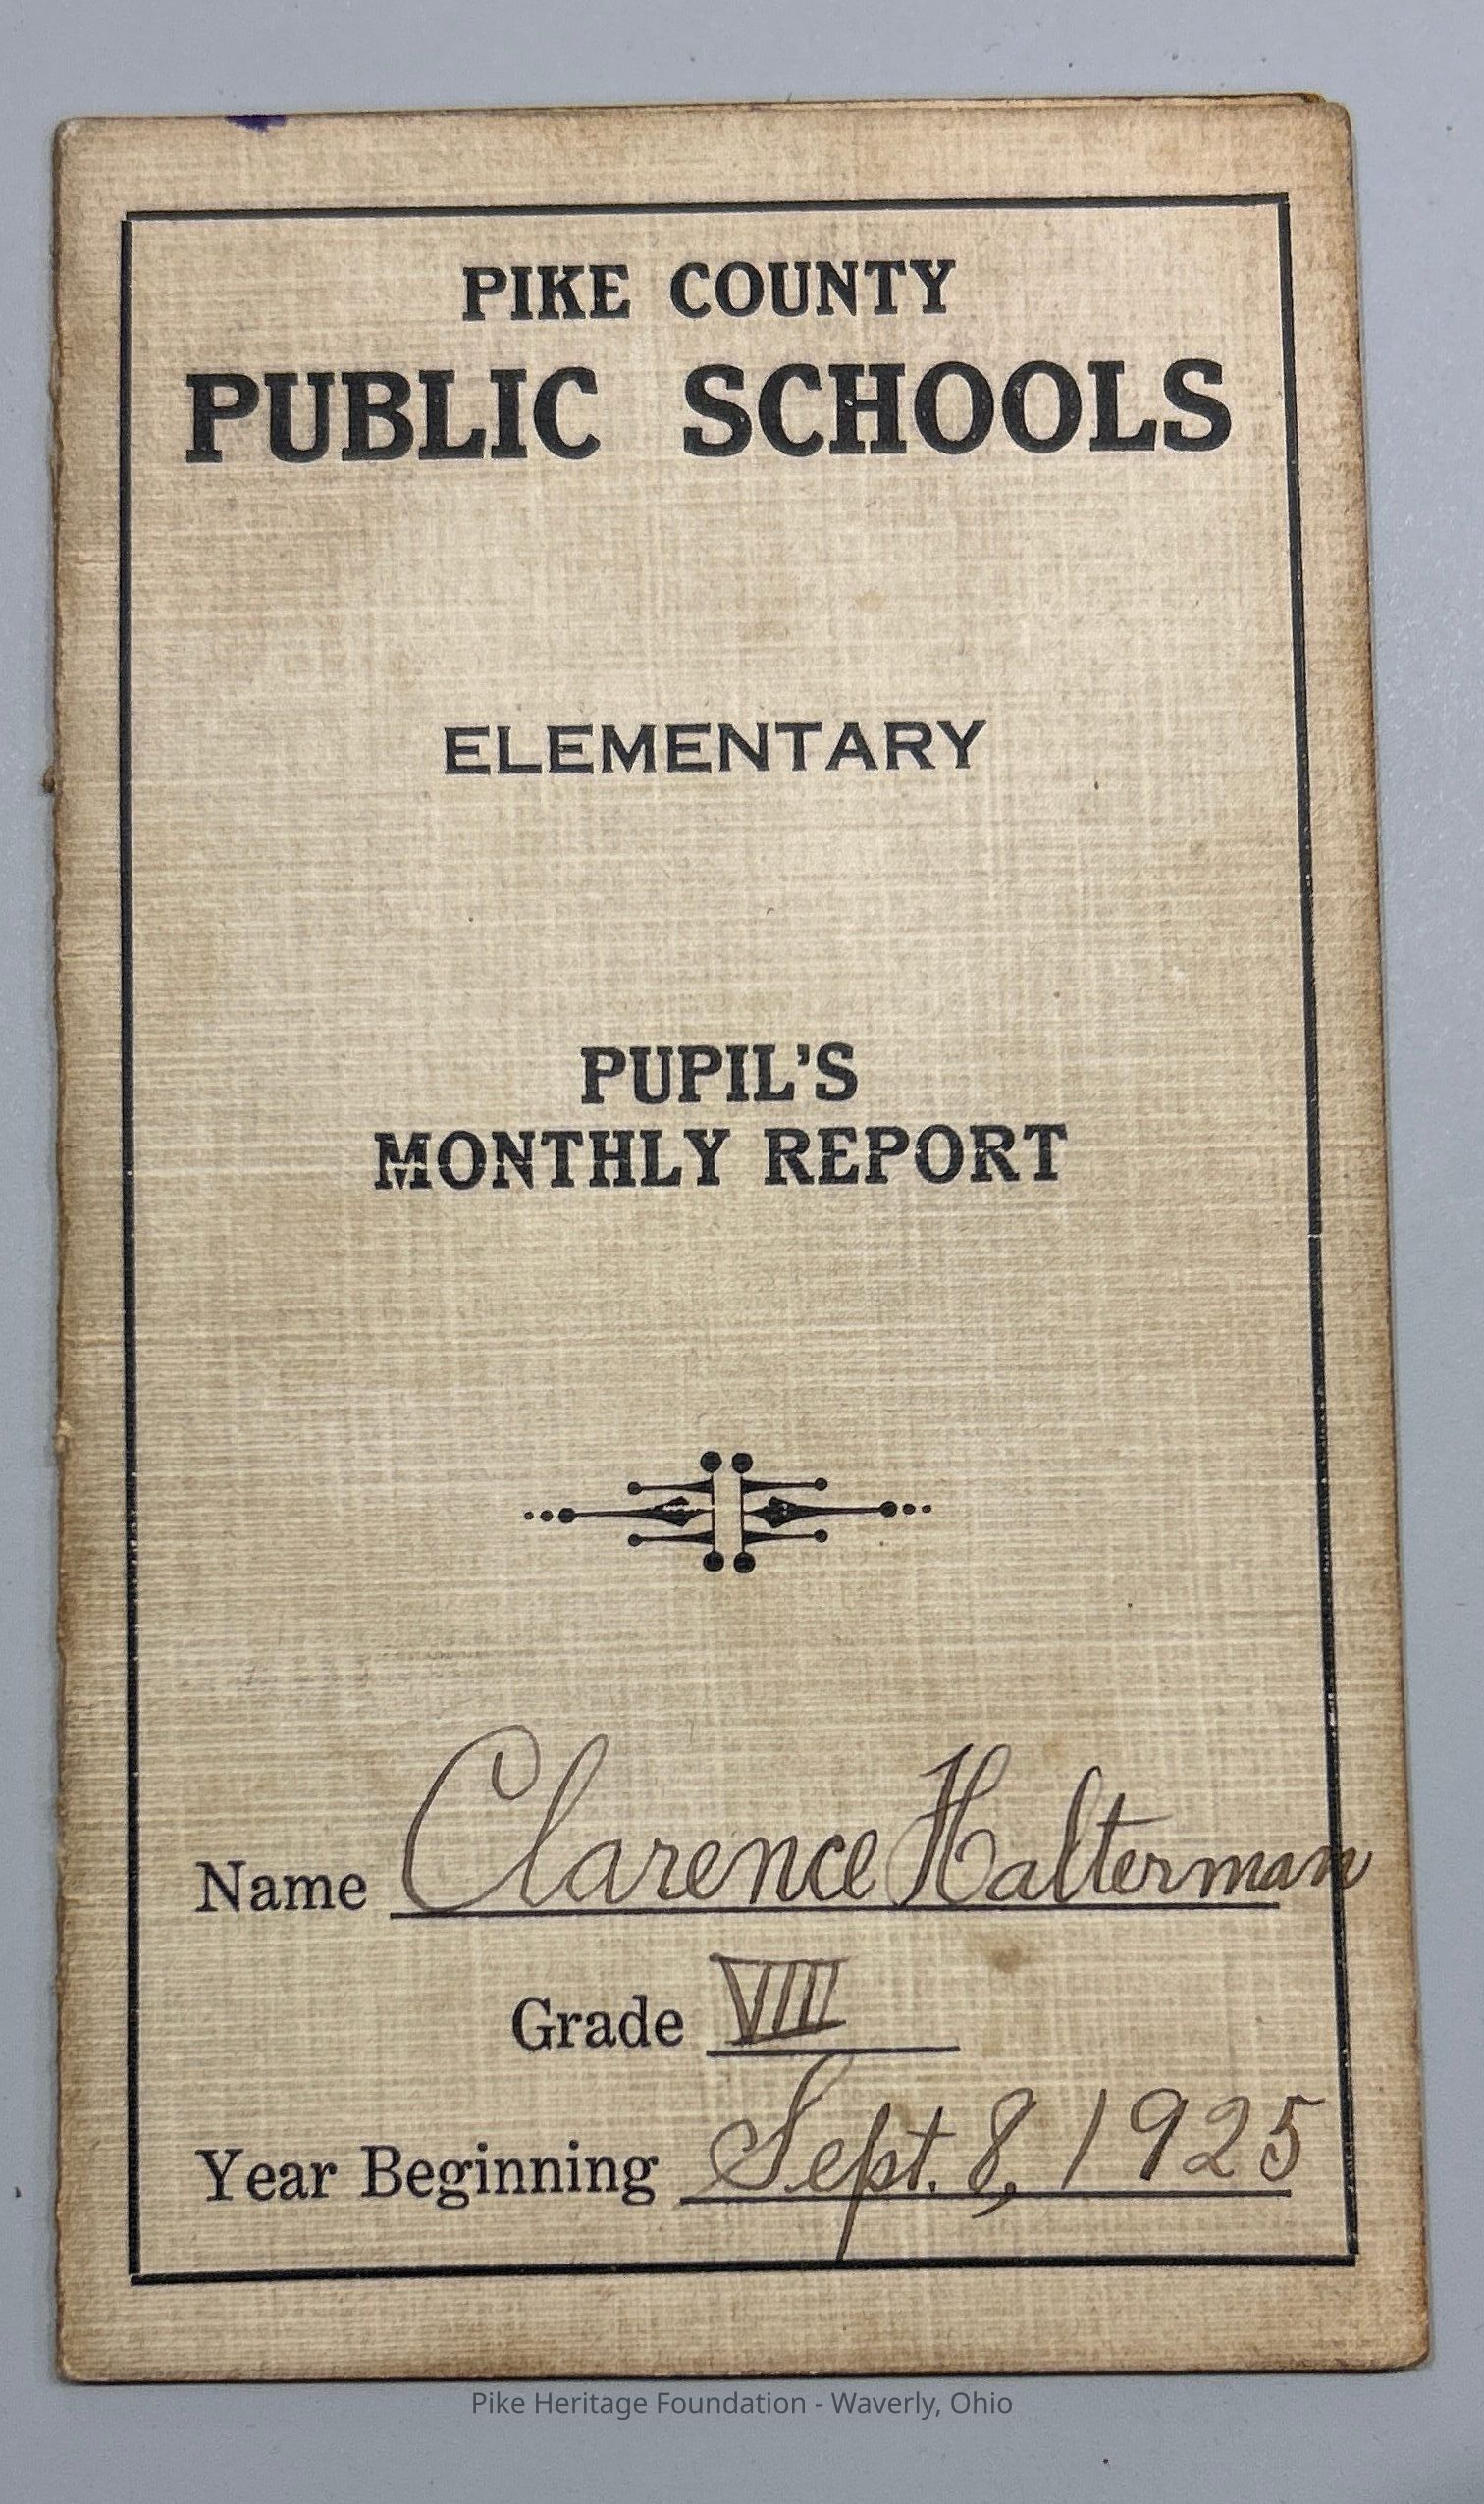 PIKE COUNTY
PUBLIC SCHOOLS
ELEMENTARY
PUPIL'S
MONTHLY REPORT
Name Clarence Halterman
Grade VIII
Year Beginning Sept. 8, 1925
Pike Heritage Foundation - Waverly, Ohio